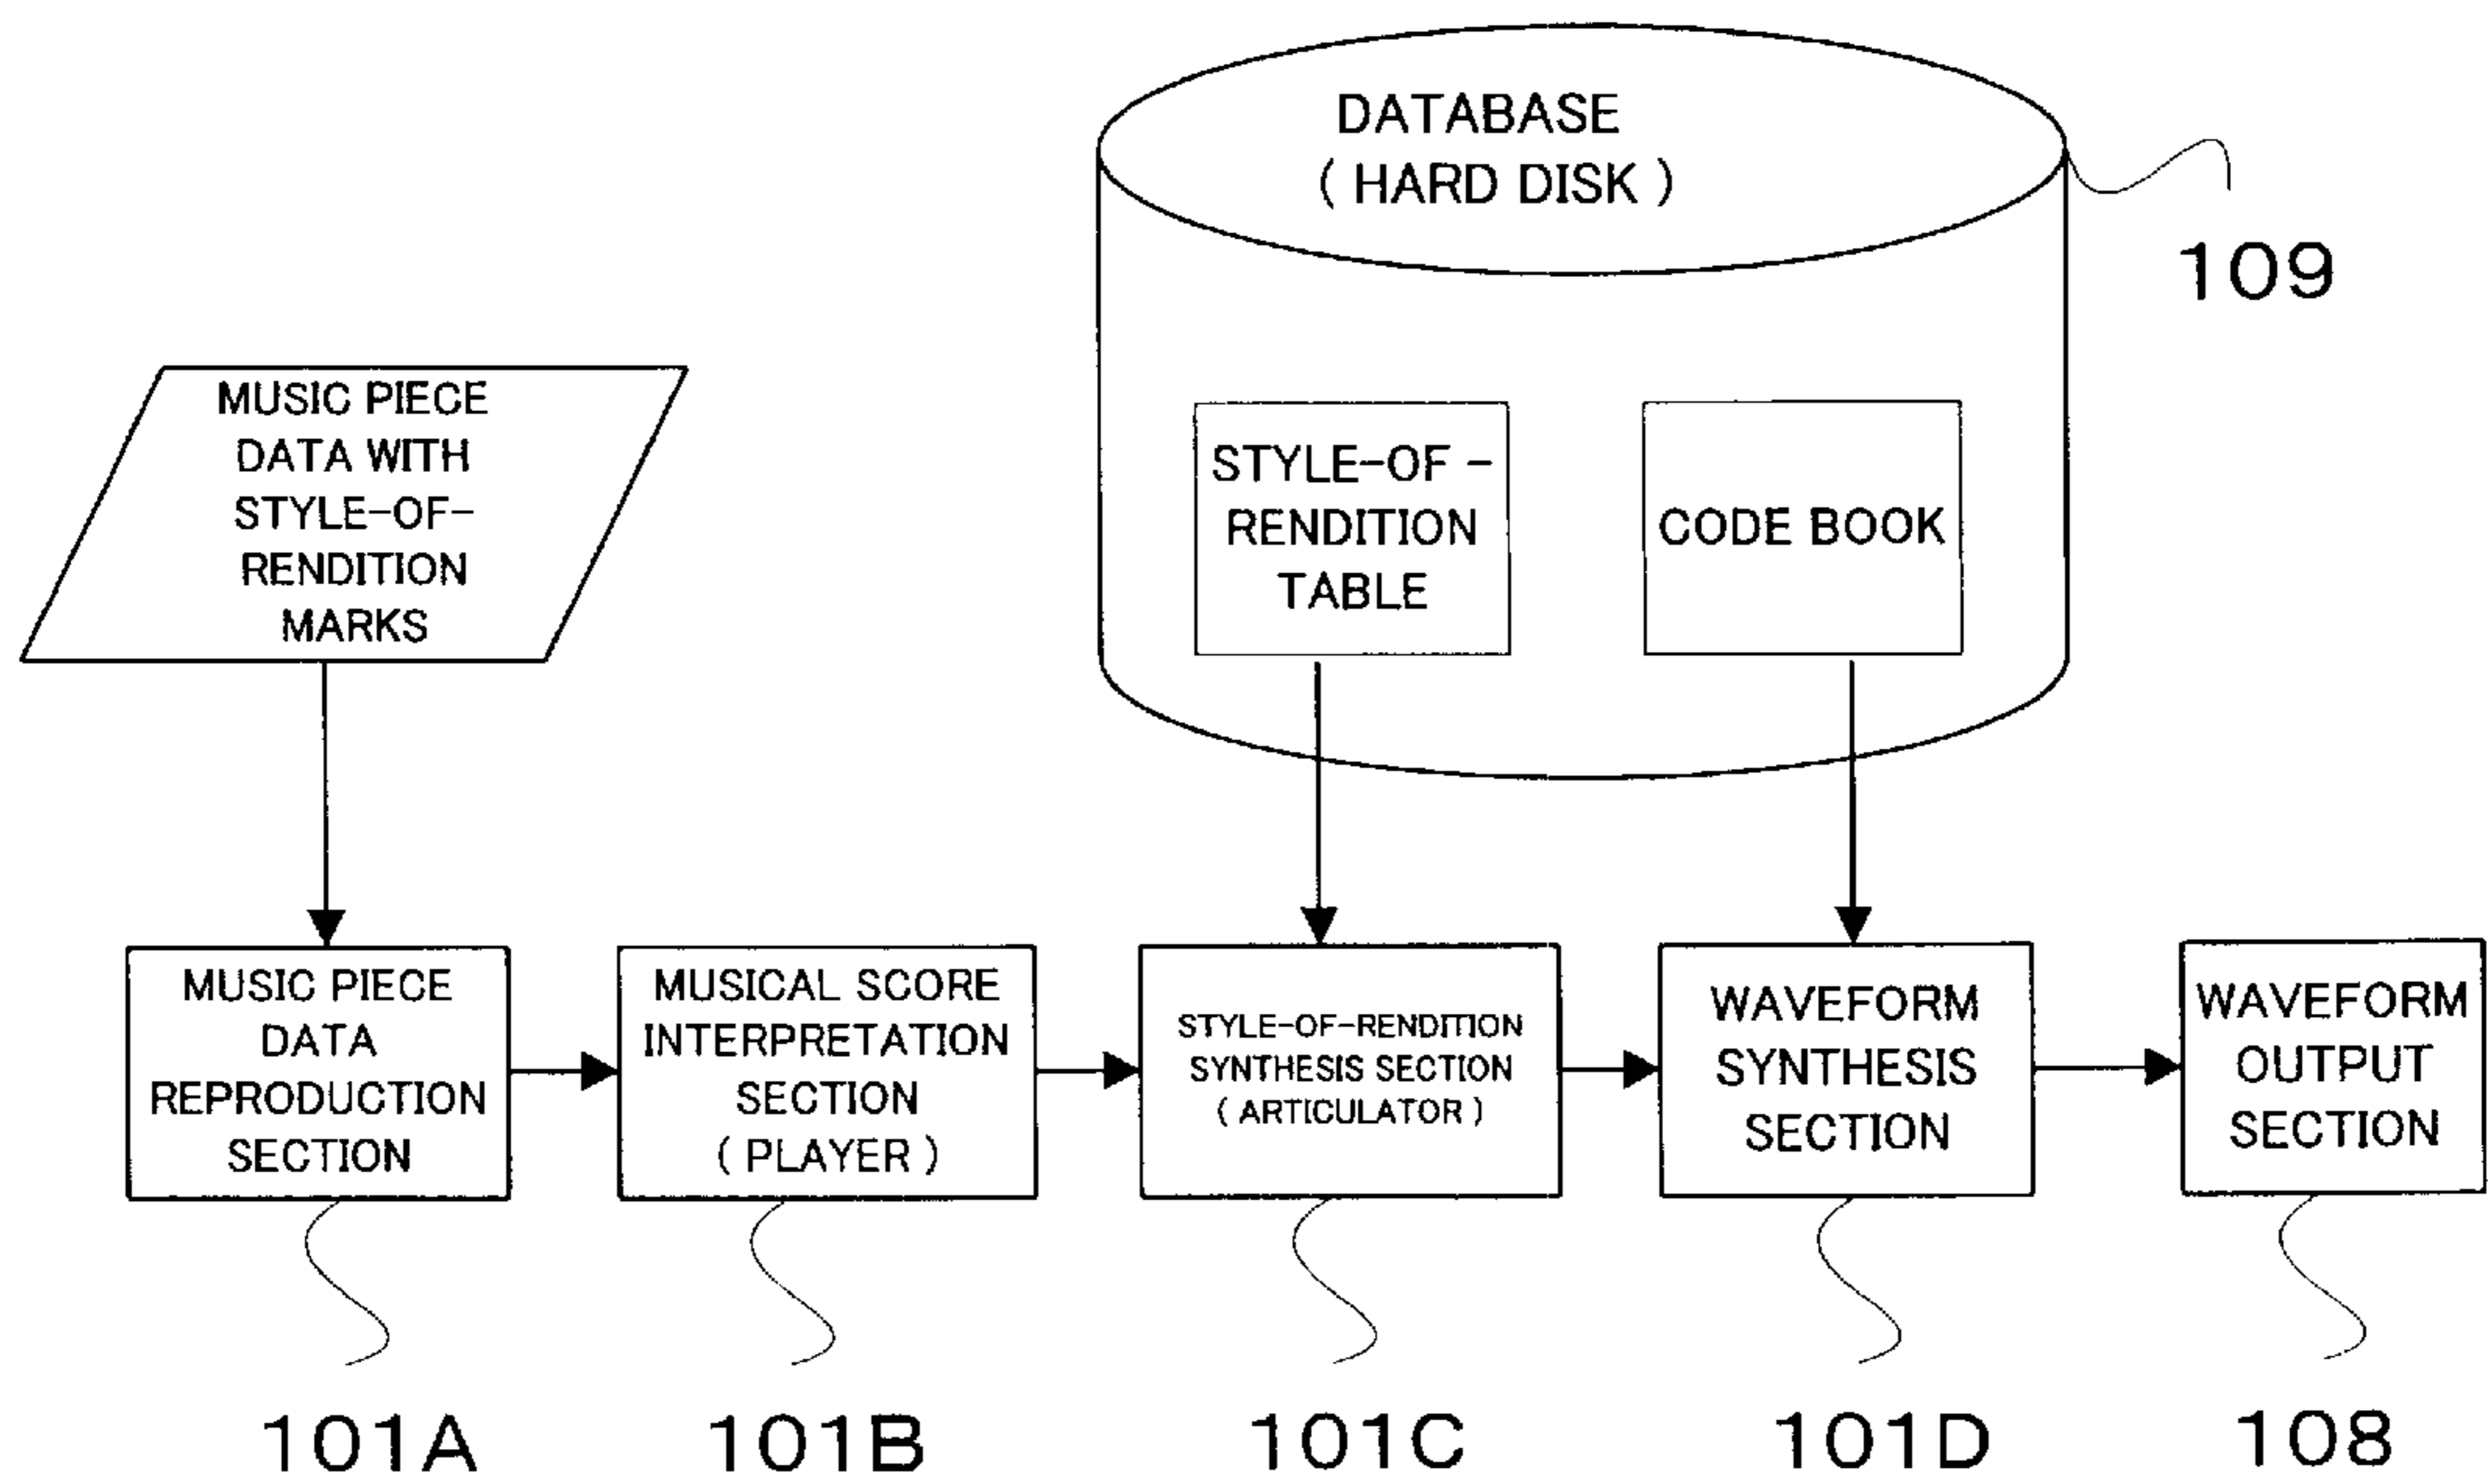 DATABASE
( HARD DISK )
109
MUSIC PIECE
DATA WITH
STYLE-OF-
RENDITION
MARKS
STYLE-OF -
RENDITION
TABLE
CODE BOOK
MUSIC PIECE
DATA
REPRODUCTION
SECTION
MUSICAL SCORE
INTERPRETATION
SECTION
( PLAYER )
STYLE-OF-RENDITION
SYNTHESIS SECTION
( ARTICULATOR )
WAVEFORM
SYNTHESIS
SECTION
WAVEFORM
OUTPUT
SECTION
101A
101B
101C
101D
108